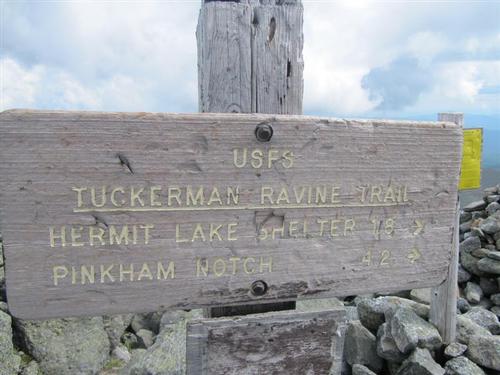 USFS
TUCKERMAN RAVINE TRAIL
HERMIT LAKE SHELTER 1.8 >
PINKHAM NOTCH 4.2 >